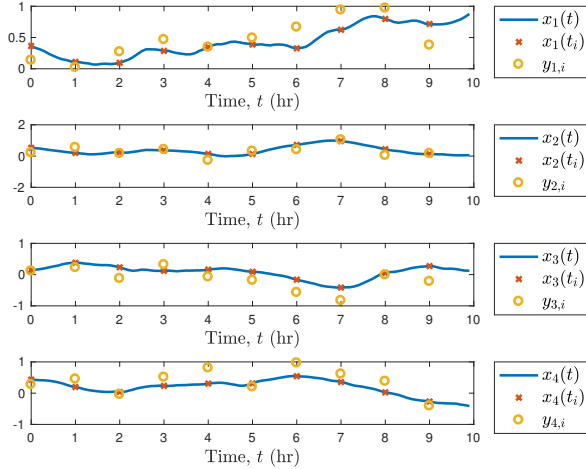 1
0.5
0
0 1 2 3 4 5 6 7 8 9 10
Time, t (hr)
x₁(t)
x₁(tᵢ)
y₁,ᵢ
2
0
-2
0 1 2 3 4 5 6 7 8 9 10
Time, t (hr)
x₂(t)
x₂(tᵢ)
y₂,ᵢ
1
0
-1
0 1 2 3 4 5 6 7 8 9 10
Time, t (hr)
x₃(t)
x₃(tᵢ)
y₃,ᵢ
1
0
-1
0 1 2 3 4 5 6 7 8 9 10
Time, t (hr)
x₄(t)
x₄(tᵢ)
y₄,ᵢ